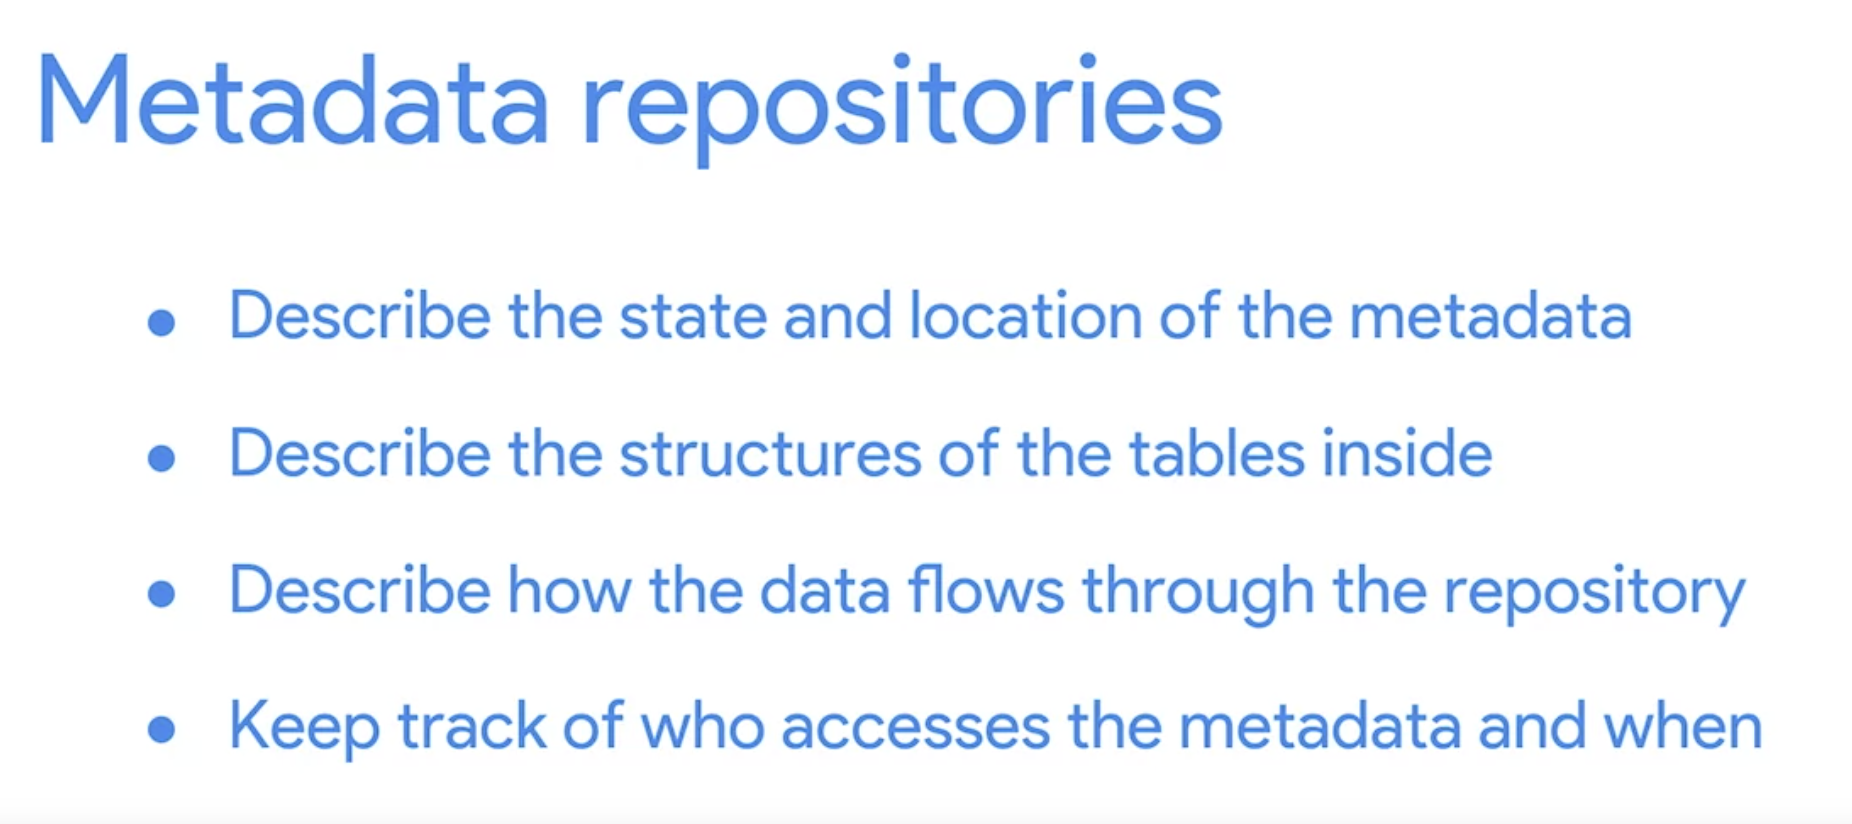 Metadata repositories
● Describe the state and location of the metadata
● Describe the structures of the tables inside
● Describe how the data flows through the repository
● Keep track of who accesses the metadata and when